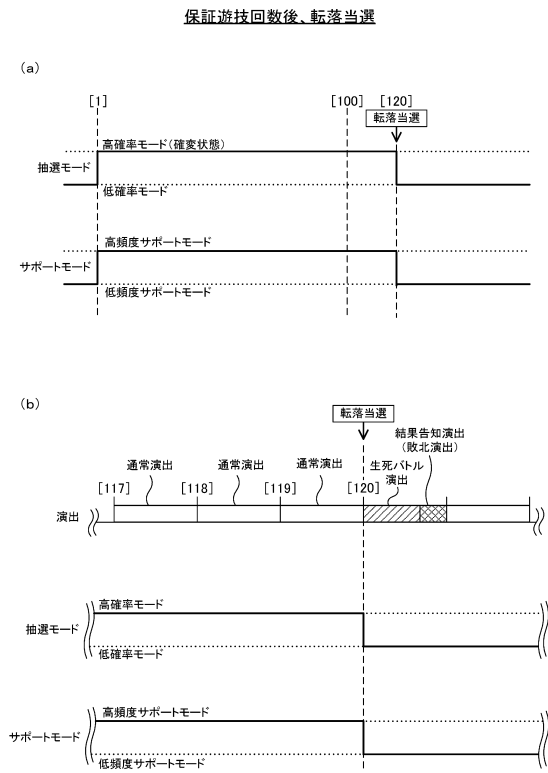 保証遊技回数後、転落当選
(a)
[1] [100] [120]
転落当選
高確率モード(確変状態)
抽選モード
低確率モード
高頻度サポートモード
サポートモード
低頻度サポートモード
(b)
転落当選
結果告知演出
(敗北演出)
通常演出 通常演出 通常演出 生死バトル
演出
[117] [118] [119] [120]
演出
高確率モード
抽選モード
低確率モード
高頻度サポートモード
サポートモード
低頻度サポートモード